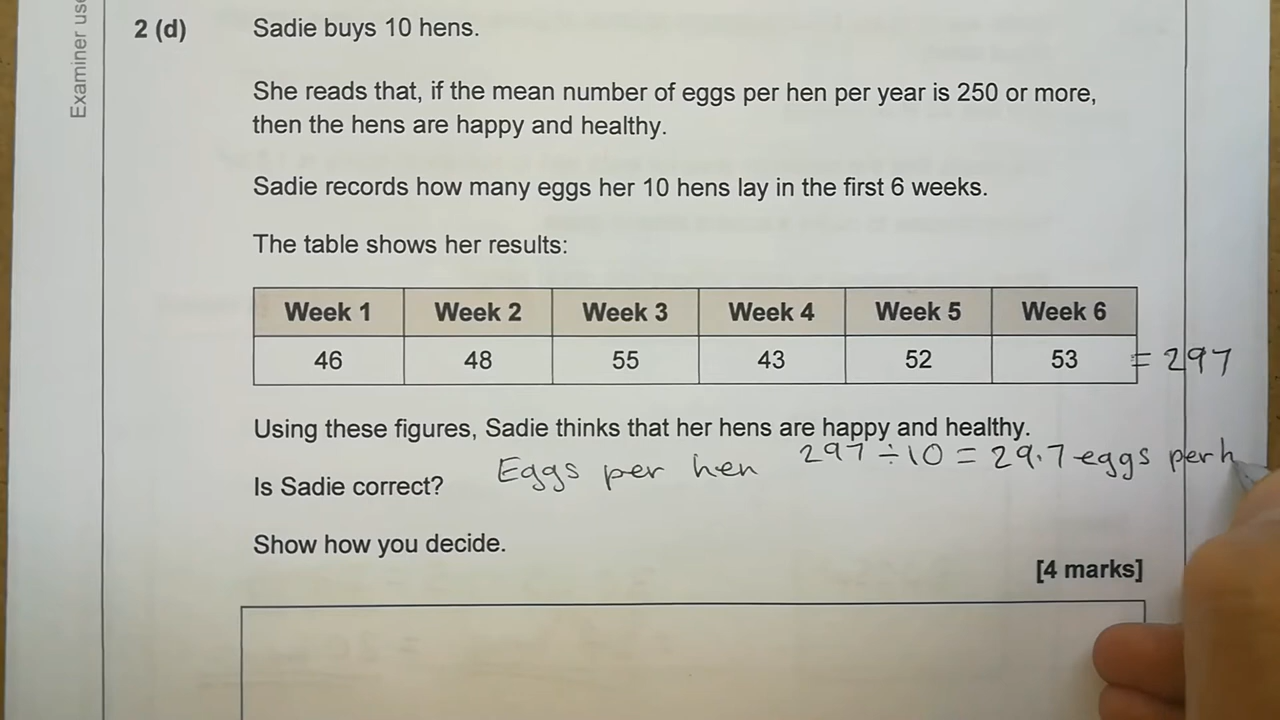 Examiner use
2 (d) Sadie buys 10 hens.
She reads that, if the mean number of eggs per hen per year is 250 or more,
then the hens are happy and healthy.
Sadie records how many eggs her 10 hens lay in the first 6 weeks.
The table shows her results:
Week 1 Week 2 Week 3 Week 4 Week 5 Week 6
46 48 55 43 52 53 = 297
Using these figures, Sadie thinks that her hens are happy and healthy.
Eggs per hen 297 ÷ 10 = 29.7 eggs per h
Is Sadie correct?
Show how you decide.
[4 marks]